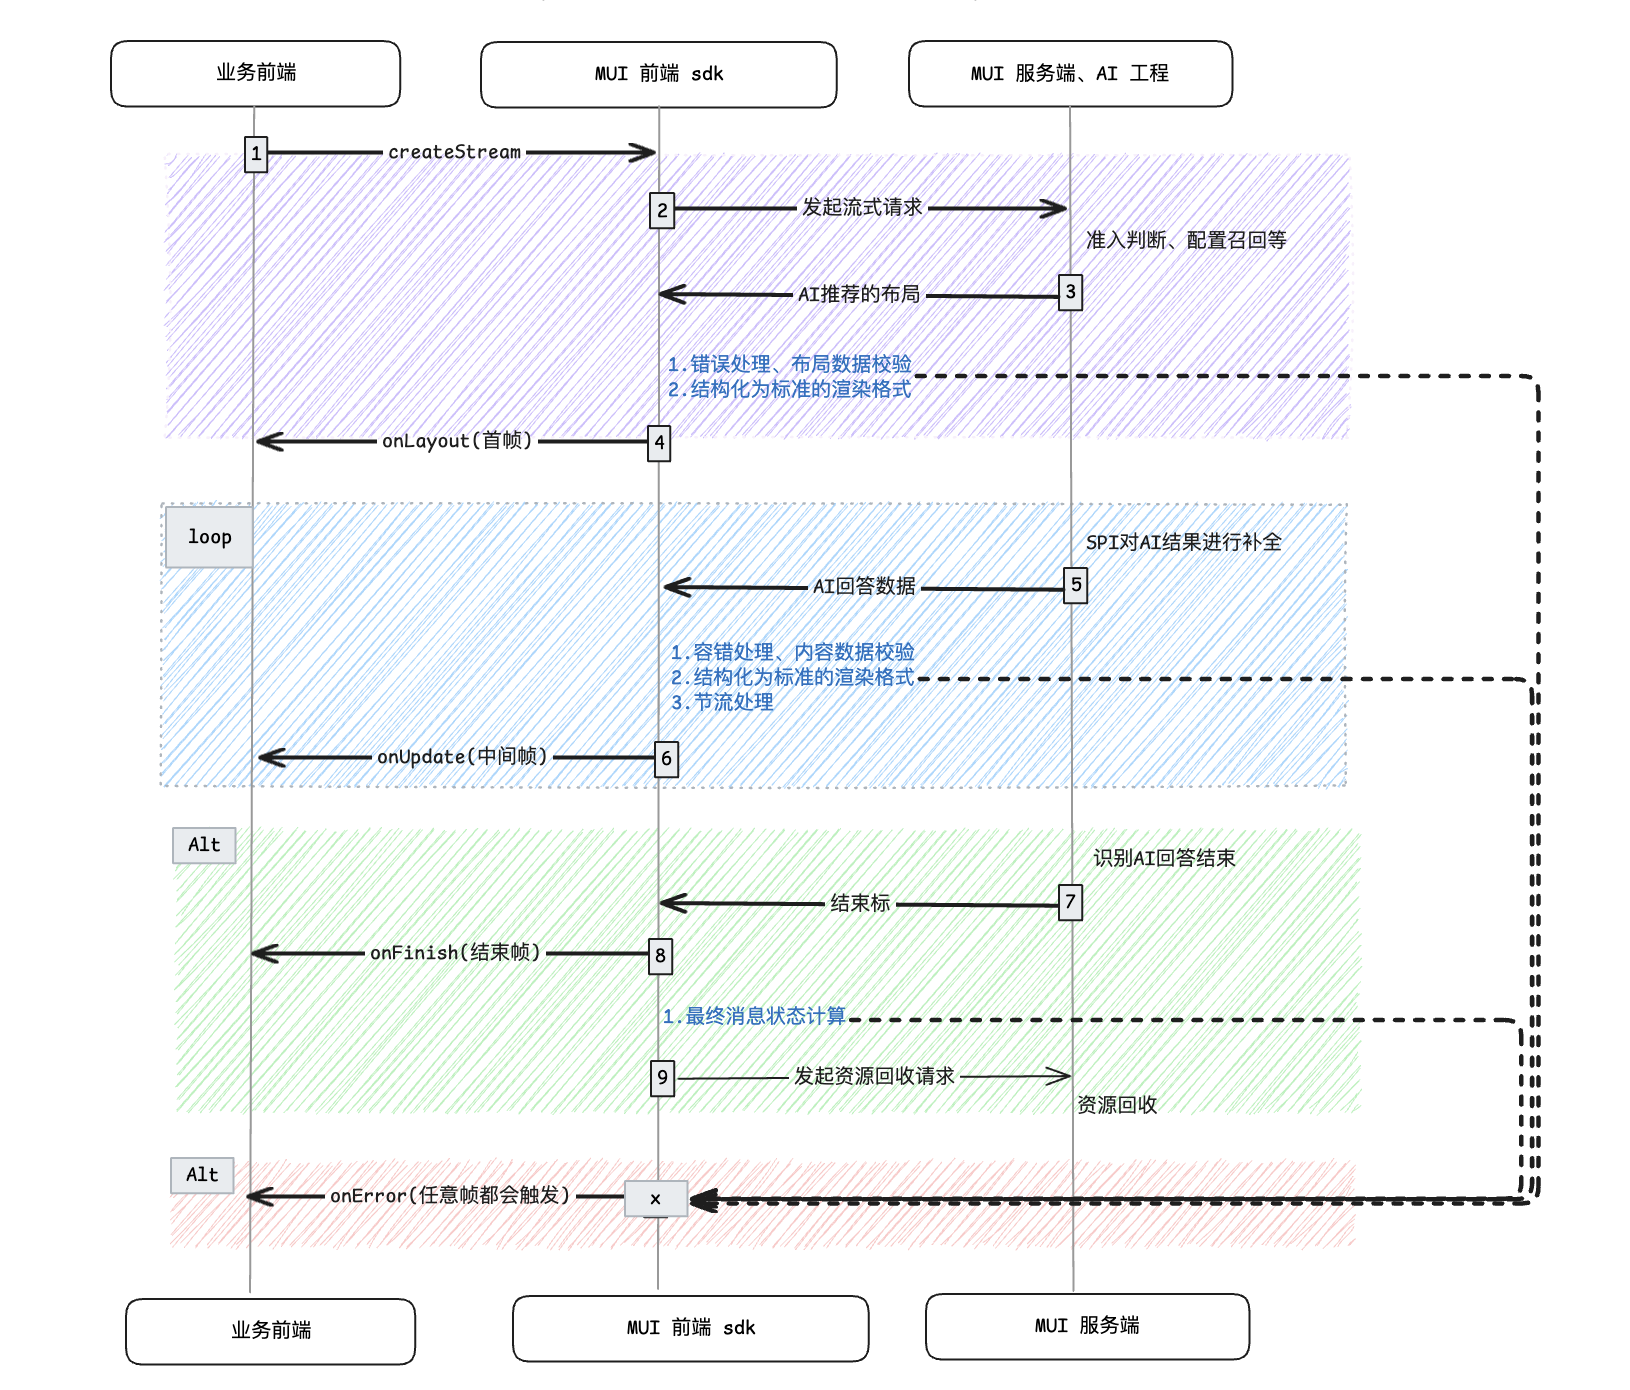 业务前端
MUI 前端 sdk
MUI 服务端、AI 工程
1
createStream
2
发起流式请求
准入判断、配置召回等
AI推荐的布局
3
1.错误处理、布局数据校验
2.结构化为标准的渲染格式
onLayout(首帧)
4
loop
SPI对AI结果进行补全
AI回答数据
5
1.容错处理、内容数据校验
2.结构化为标准的渲染格式
3.节流处理
onUpdate(中间帧)
6
Alt
识别AI回答结束
结束标
7
onFinish(结束帧)
8
1.最终消息状态计算
9
发起资源回收请求
资源回收
Alt
onError(任意帧都会触发)
x
业务前端
MUI 前端 sdk
MUI 服务端